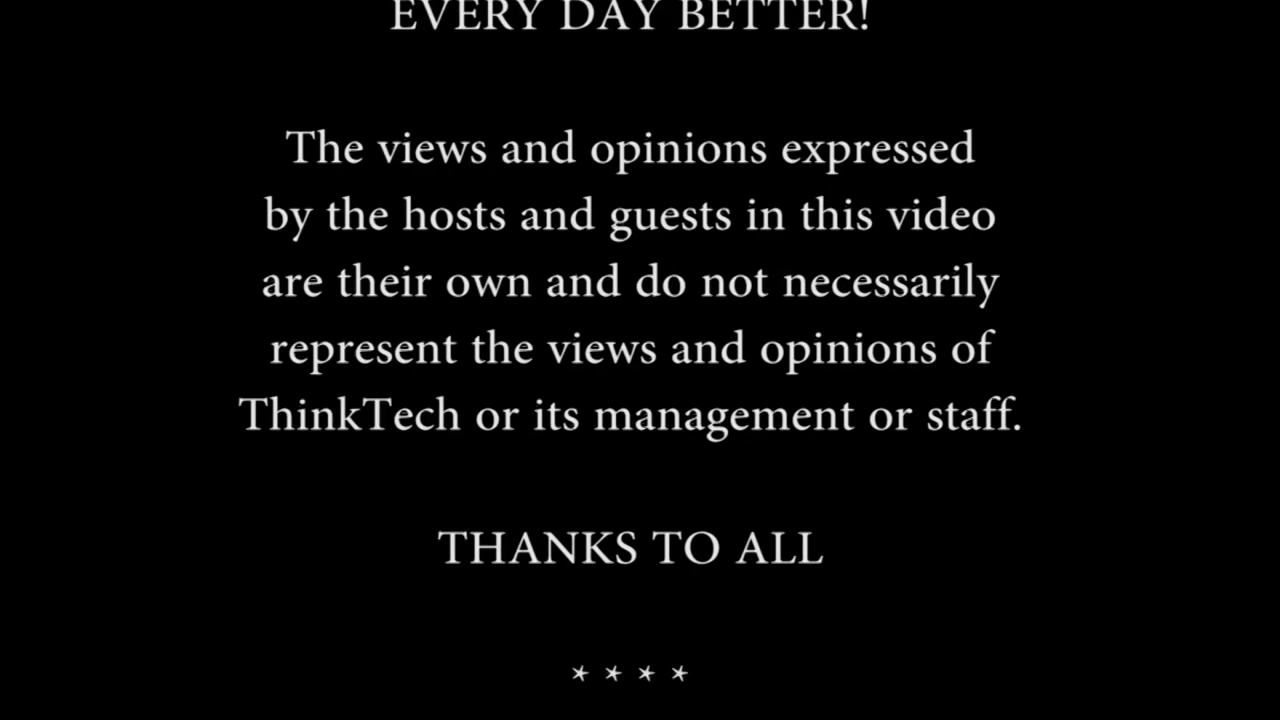 EVERY DAY BETTER!
The views and opinions expressed
by the hosts and guests in this video
are their own and do not necessarily
represent the views and opinions of
ThinkTech or its management or staff.
THANKS TO ALL
* * * *